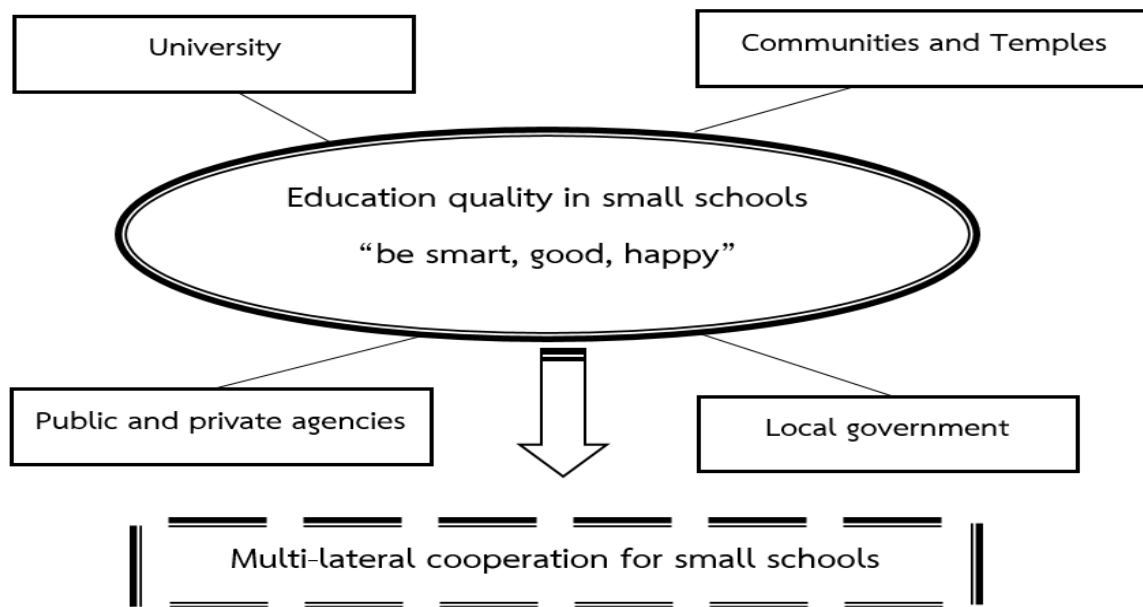 University
Communities and Temples
Education quality in small schools
“be smart, good, happy”
Public and private agencies
Local government
Multi-lateral cooperation for small schools